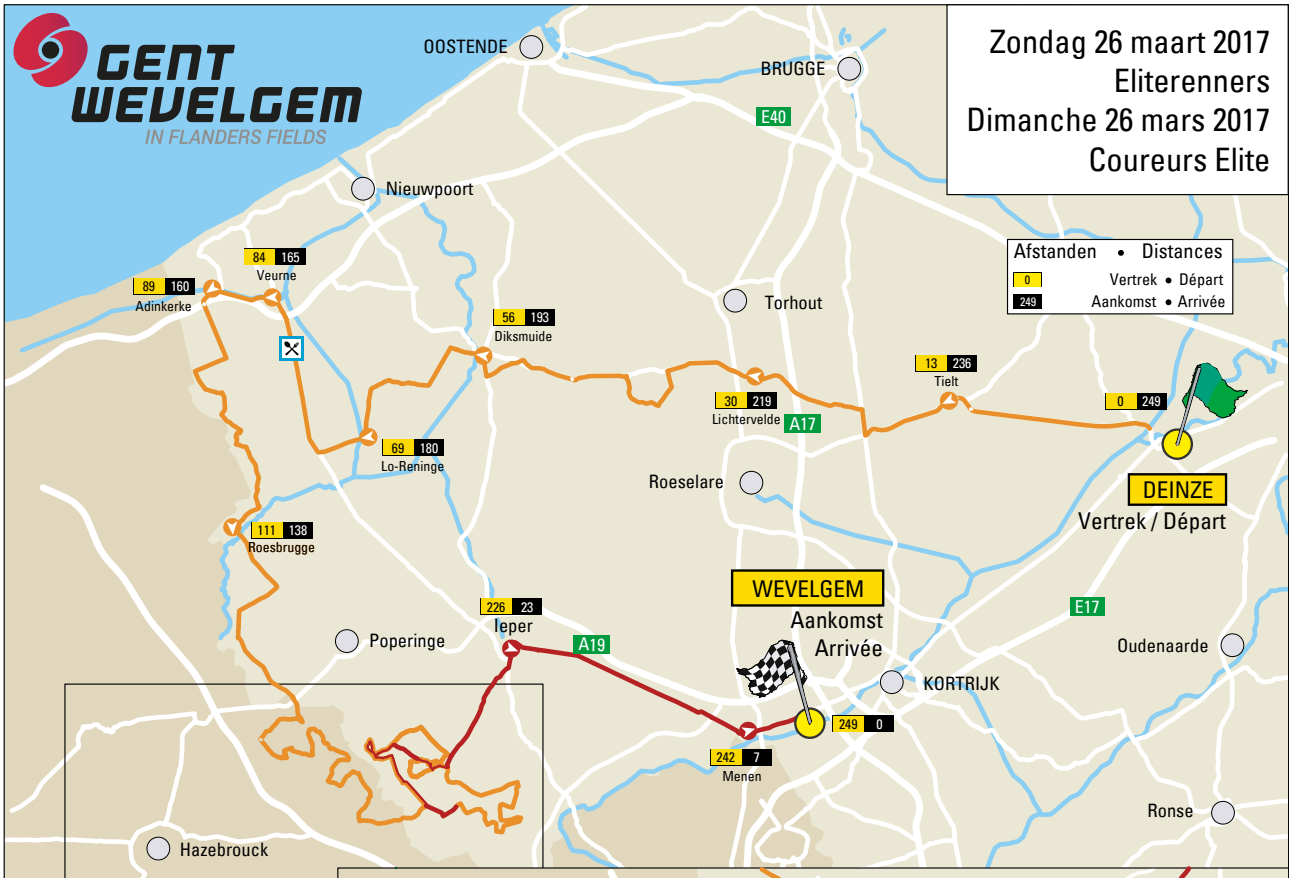 GENT
WEVELGEM
IN FLANDERS FIELDS
Zondag 26 maart 2017
Eliterenners
Dimanche 26 mars 2017
Coureurs Elite
Afstanden • Distances
0 Vertrek • Départ
249 Aankomst • Arrivée
OOSTENDE
BRUGGE
E40
Nieuwpoort
84 165
Veurne
89 160
Adinkerke
56 193
Diksmuide
Torhout
13 236
Tielt
30 219
Lichtervelde
A17
0 249
69 180
Lo-Reninge
Roeselare
DEINZE
Vertrek / Départ
111 138
Roesbrugge
WEVELGEM
Aankomst
Arrivée
E17
226 23
Ieper
A19
Poperinge
Oudenaarde
KORTRIJK
249 0
242 7
Menen
Ronse
Hazebrouck